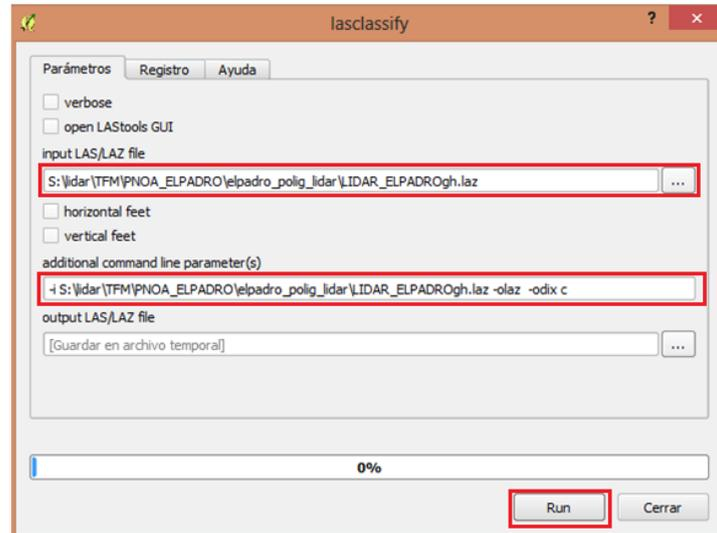 lasclassify
? ×
Parámetros Registro Ayuda
verbose
open LAStools GUI
input LAS/LAZ file
S:\lidar\TFM\PNOA_ELPADRO\elpadro_polig_lidar\LIDAR_ELPADROgh.laz ...
horizontal feet
vertical feet
additional command line parameter(s)
-i S:\lidar\TFM\PNOA_ELPADRO\elpadro_polig_lidar\LIDAR_ELPADROgh.laz -olaz -odix c
output LAS/LAZ file
[Guardar en archivo temporal] ...
0%
Run Cerrar